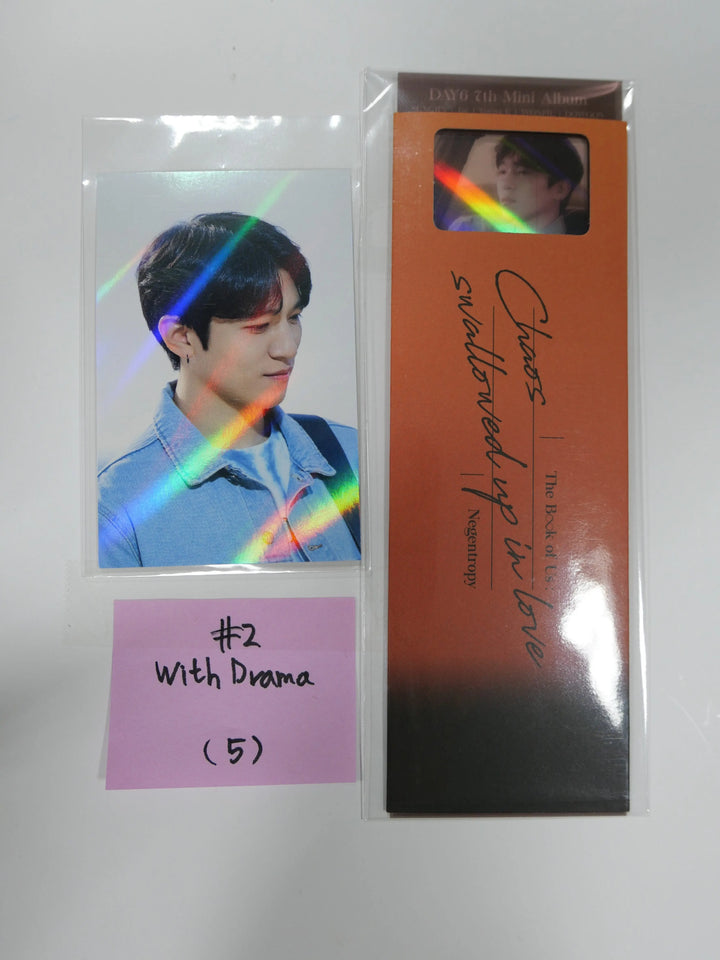 #2
With Drama
(5)
DAY6 7th Mini Album
Chaos
swallowed up in love
The Book of Us :
Negentropy